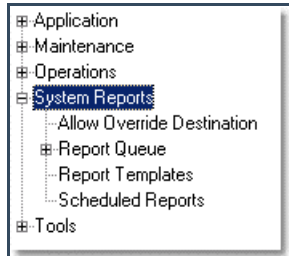 Application
Maintenance
Operations
System Reports
Allow Override Destination
Report Queue
Report Templates
Scheduled Reports
Tools